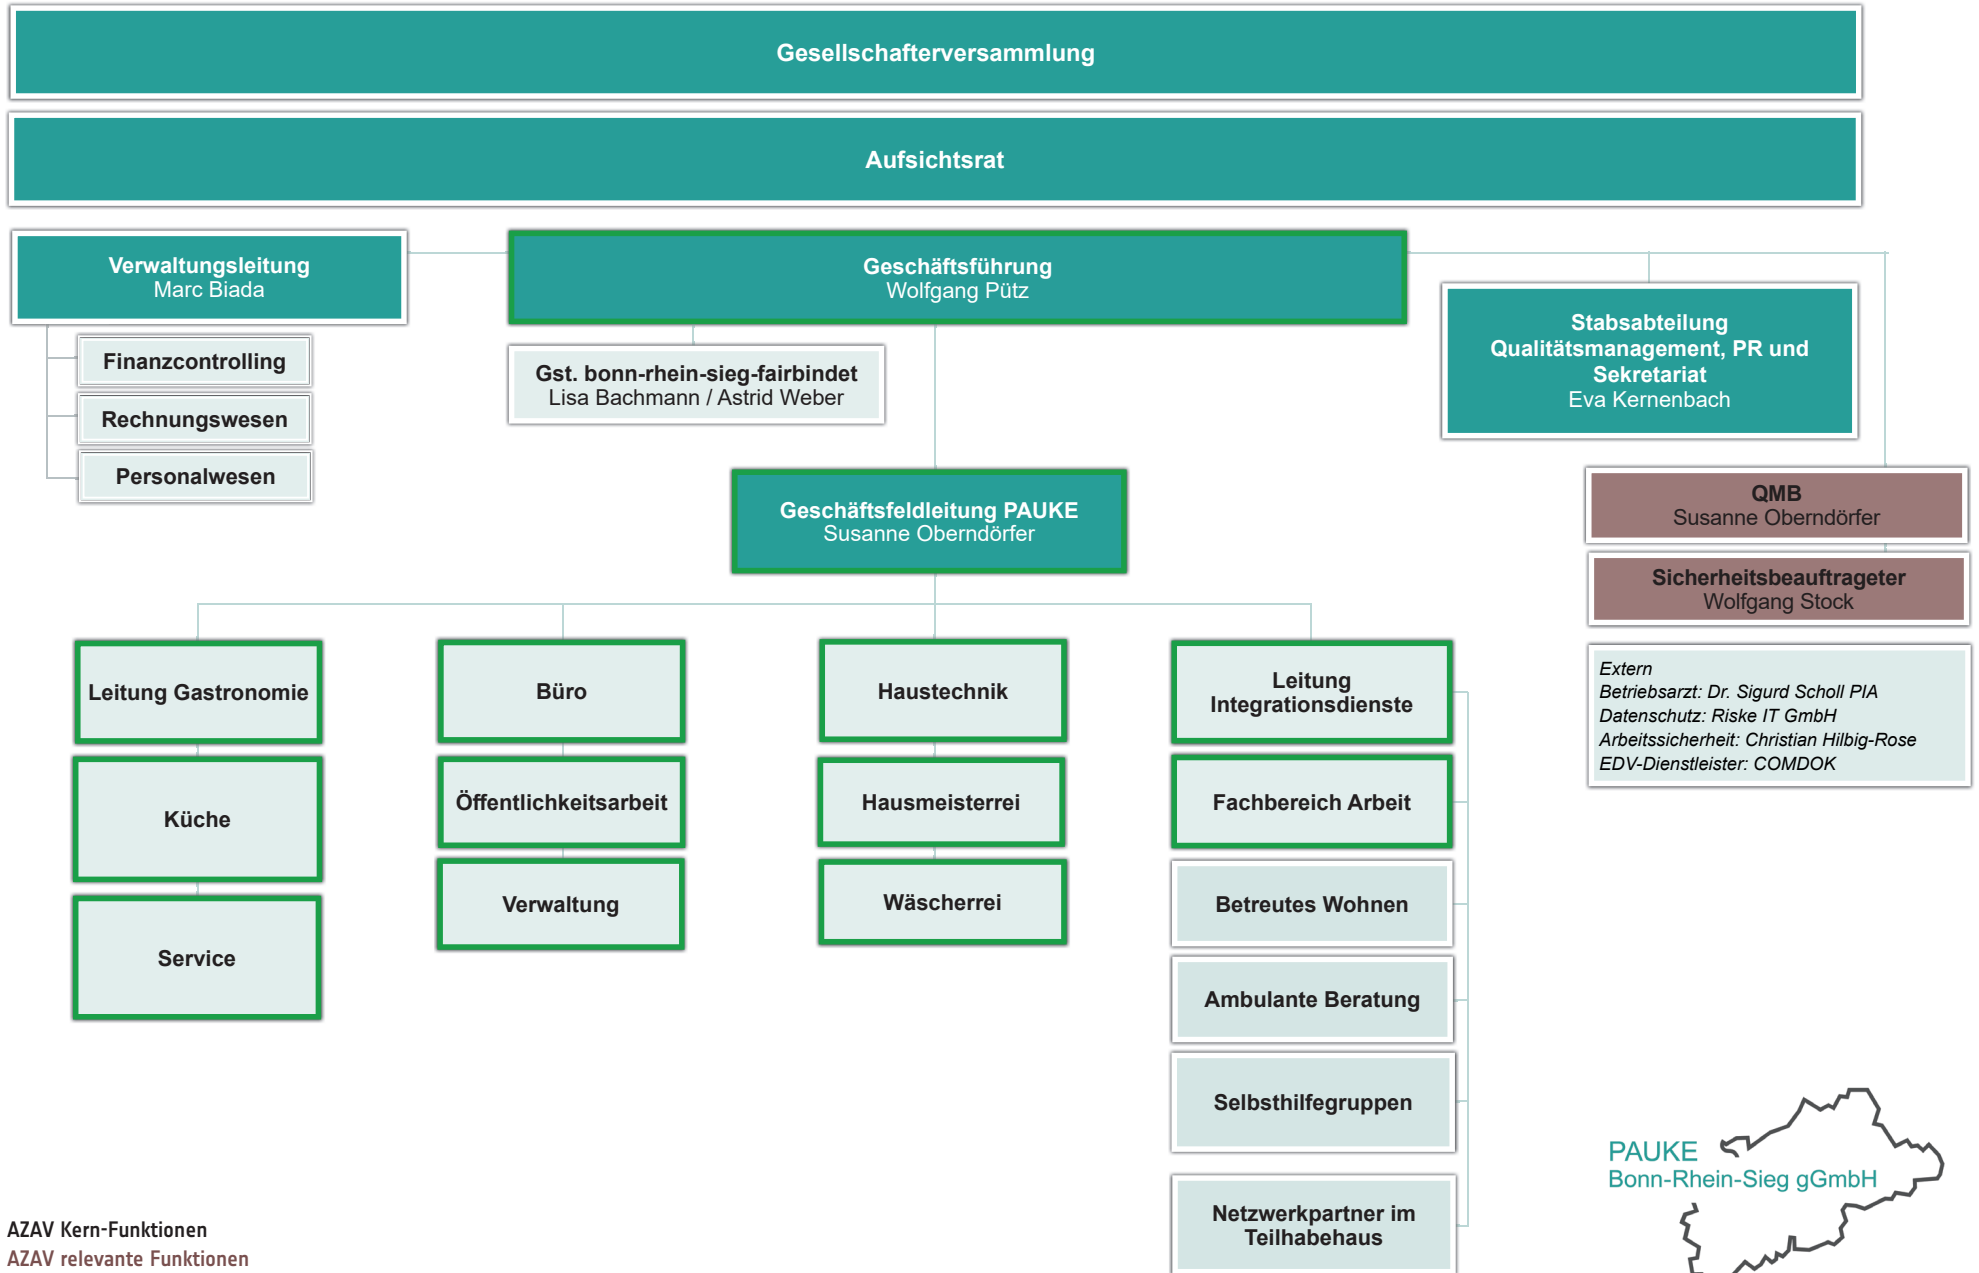 Gesellschafterversammlung
Aufsichtsrat
Verwaltungsleitung
Marc Biada
Finanzcontrolling
Rechnungswesen
Personalwesen
Geschäftsführung
Wolfgang Pütz
Gst. bonn-rhein-sieg-fairbindet
Lisa Bachmann / Astrid Weber
Stabsabteilung
Qualitätsmanagement, PR und
Sekretariat
Eva Kernenbach
Geschäftsfeldleitung PAUKE
Susanne Oberndörfer
QMB
Susanne Oberndörfer
Sicherheitsbeauftrageter
Wolfgang Stock
Extern
Betriebsarzt: Dr. Sigurd Scholl PIA
Datenschutz: Riske IT GmbH
Arbeitssicherheit: Christian Hilbig-Rose
EDV-Dienstleister: COMDOK
Leitung Gastronomie
Küche
Service
Büro
Öffentlichkeitsarbeit
Verwaltung
Haustechnik
Hausmeisterrei
Wäscherrei
Leitung
Integrationsdienste
Fachbereich Arbeit
Betreutes Wohnen
Ambulante Beratung
Selbsthilfegruppen
Netzwerkpartner im
Teilhabehaus
PAUKE
Bonn-Rhein-Sieg gGmbH
AZAV Kern-Funktionen
AZAV relevante Funktionen